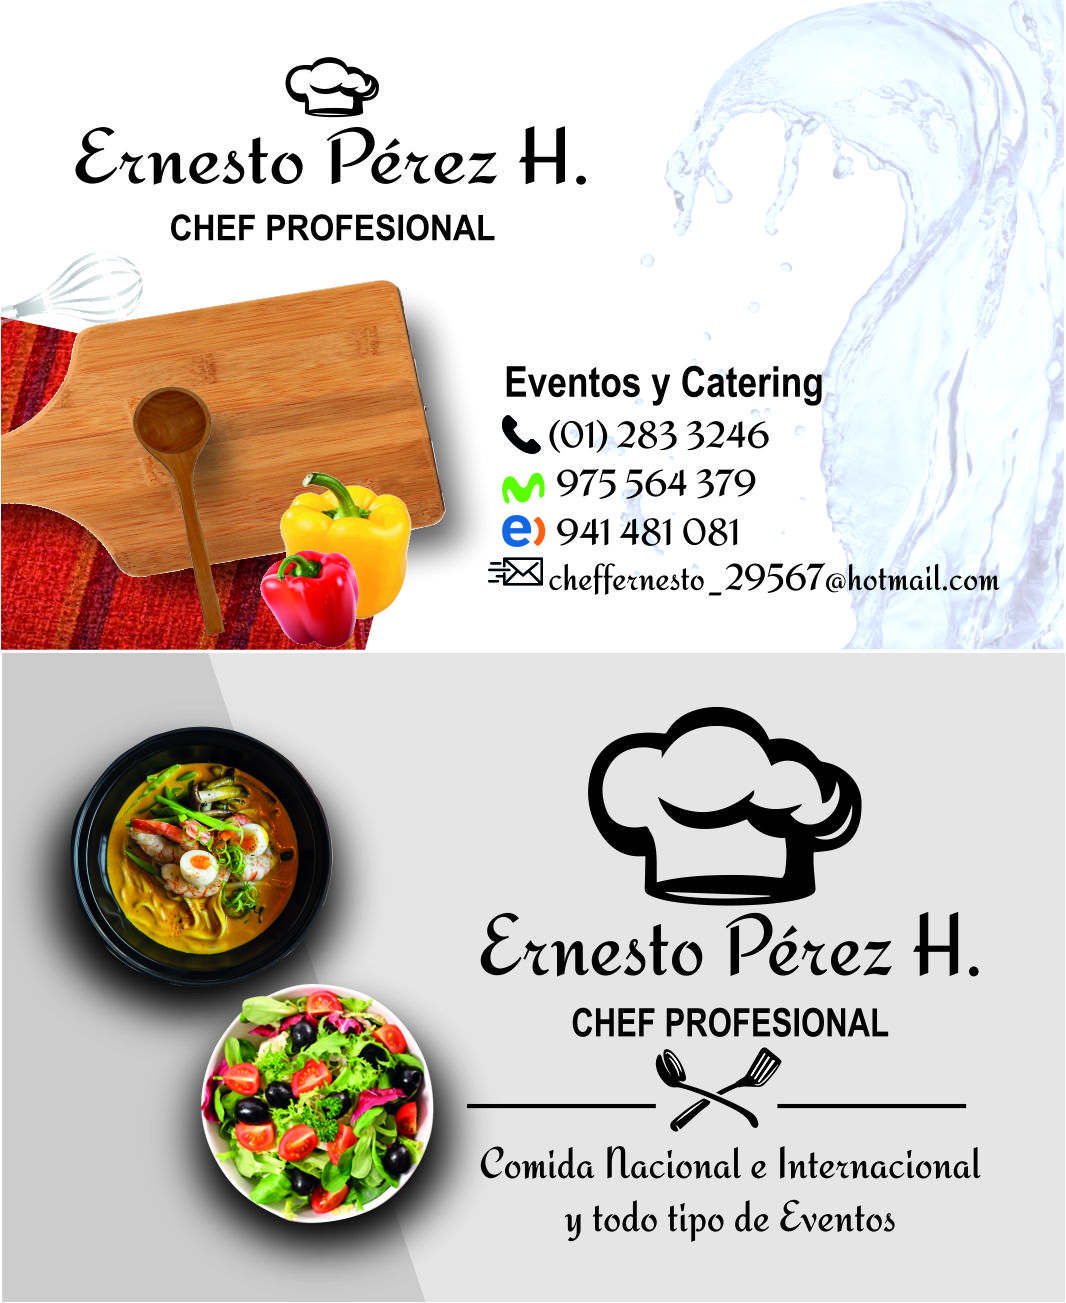 Ernesto Pérez H.
CHEF PROFESIONAL
Eventos y Catering
(01) 283 3246
975 564 379
e) 941 481 081
cheffernesto_29567@hotmail.com
Ernesto Pérez H.
CHEF PROFESIONAL
Comida Nacional e Internacional
y todo tipo de Eventos